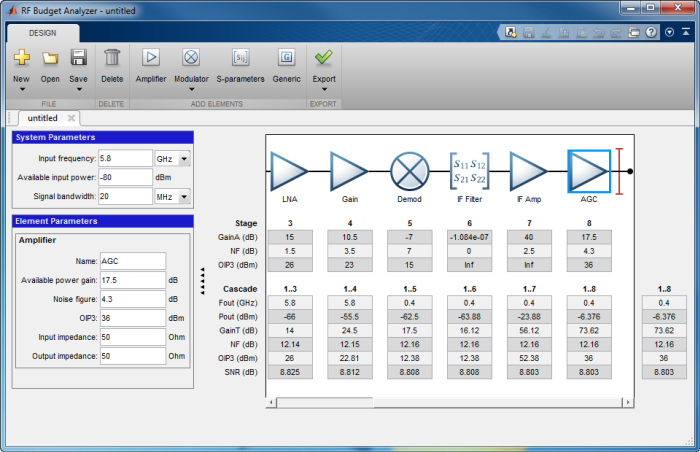 RF Budget Analyzer - untitled
DESIGN
New Open Save Delete Amplifier Modulator S-parameters Generic Export
FILE DELETE ADD ELEMENTS EXPORT
untitled
System Parameters
Input frequency: 5.8 GHz
Available input power: -80 dBm
Signal bandwidth: 20 MHz
Element Parameters
Amplifier
Name: AGC
Available power gain: 17.5 dB
Noise figure: 4.3 dB
OIP3: 36 dBm
Input impedance: 50 Ohm
Output impedance: 50 Ohm
S11 S12
S21 S22
LNA Gain Demod IF Filter IF Amp AGC
Stage 3 4 5 6 7 8
GainA (dB) 15 10.5 -7 -1.084e-07 40 17.5
NF (dB) 1.5 3.5 7 0 2.5 4.3
OIP3 (dBm) 26 23 15 Inf Inf 36
Cascade 1..3 1..4 1..5 1..6 1..7 1..8 1..8
Fout (GHz) 5.8 5.8 0.4 0.4 0.4 0.4 0.4
Pout (dBm) -66 -55.5 -62.5 -63.88 -23.88 -6.376 -6.376
GainT (dB) 14 24.5 17.5 16.12 56.12 73.62 73.62
NF (dB) 12.14 12.15 12.16 12.16 12.16 12.16 12.16
OIP3 (dBm) 26 22.81 12.38 12.38 52.38 36 36
SNR (dB) 8.825 8.812 8.808 8.808 8.803 8.803 8.803